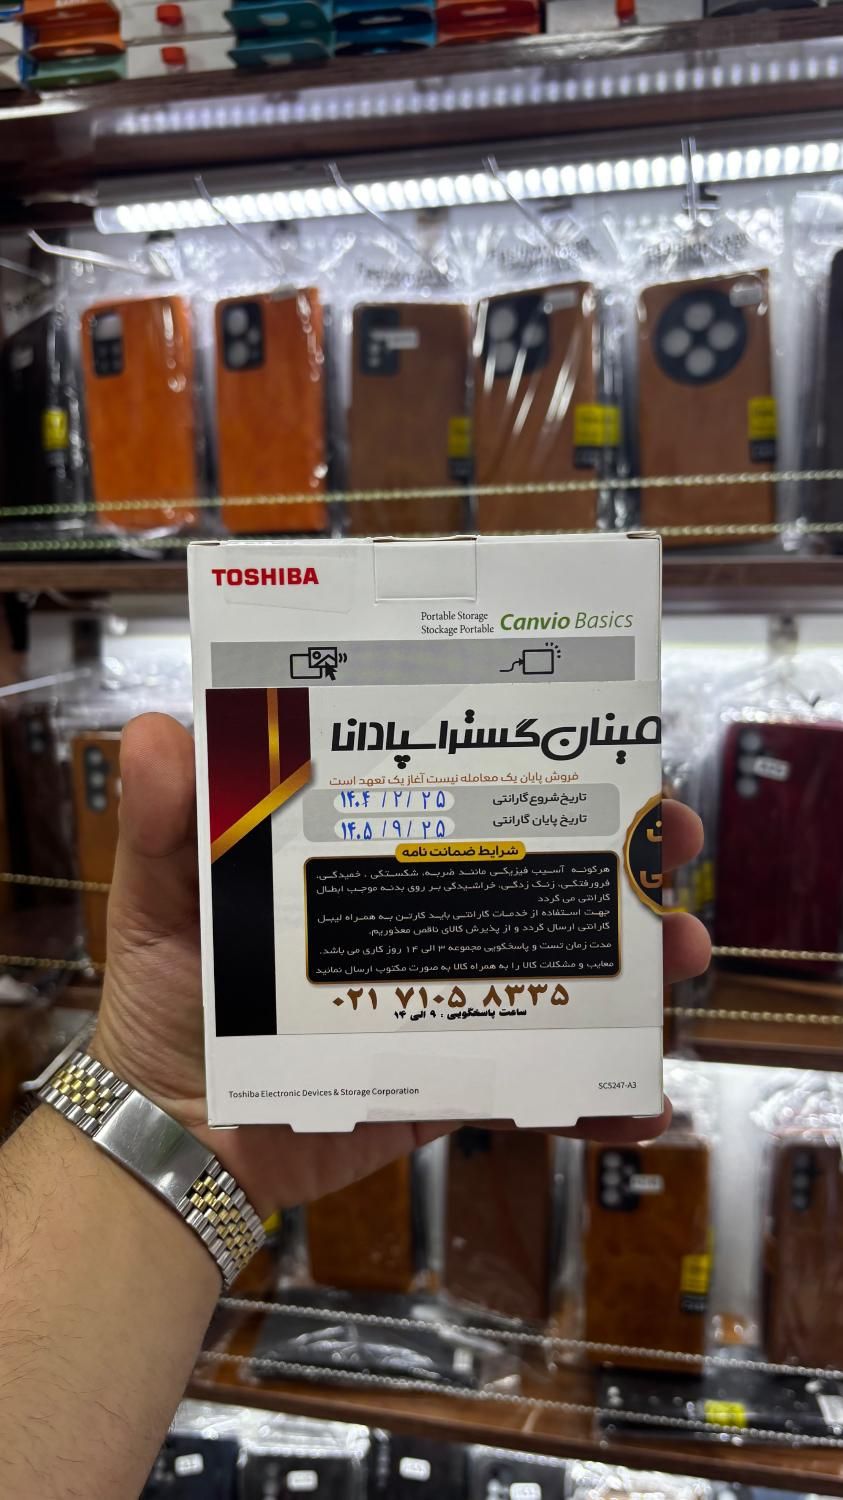 TOSHIBA
Portable Storage
Stockage Portable
Canvio Basics
مینان گستر اسپادانا
فروش پایان یک معامله نیست آغاز یک تعهد است
تاریخ شروع گارانتی ۱۴۰۴/۲/۲۵
تاریخ پایان گارانتی ۱۴۰۵/۹/۲۵
شرایط ضمانت نامه
هرگونه آسیب فیزیکی مانند ضربه، شکستگی، خمیدگی،
فرورفتگی، زنگ زدگی، خراشیدگی بر روی بدنه موجب ابطال
گارانتی می گردد
جهت استفاده از خدمات گارانتی باید کارتن به همراه لیبل
گارانتی ارسال گردد و از پذیرش کالای ناقص معذوریم.
مدت زمان تست و پاسخگویی مجموعه ۳ الی ۱۴ روز کاری می باشد.
معایب و مشکلات کالا را به همراه کالا به صورت مکتوب ارسال نمائید
۰۲۱ ۷۱۰۵ ۸۳۳۵
ساعت پاسخگویی : ۹ الی ۱۴
Toshiba Electronic Devices & Storage Corporation
SC5247-A3